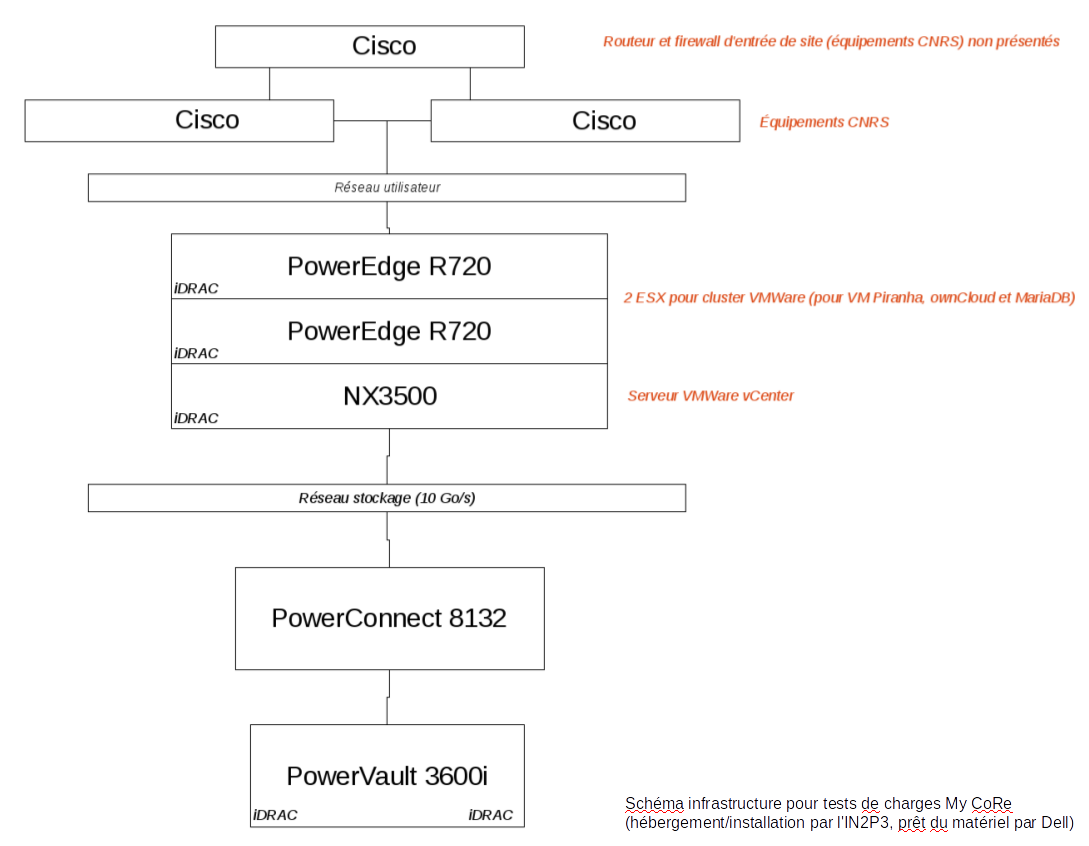 Cisco
Routeur et firewall d'entrée de site (équipements CNRS) non présentés
Cisco
Cisco
Équipements CNRS
Réseau utilisateur
PowerEdge R720
iDRAC
2 ESX pour cluster VMWare (pour VM Piranha, ownCloud et MariaDB)
PowerEdge R720
iDRAC
NX3500
Serveur VMWare vCenter
iDRAC
Réseau stockage (10 Go/s)
PowerConnect 8132
PowerVault 3600i
iDRAC
iDRAC
Schéma infrastructure pour tests de charges My CoRe
(hébergement/installation par l'IN2P3, prêt du matériel par Dell)